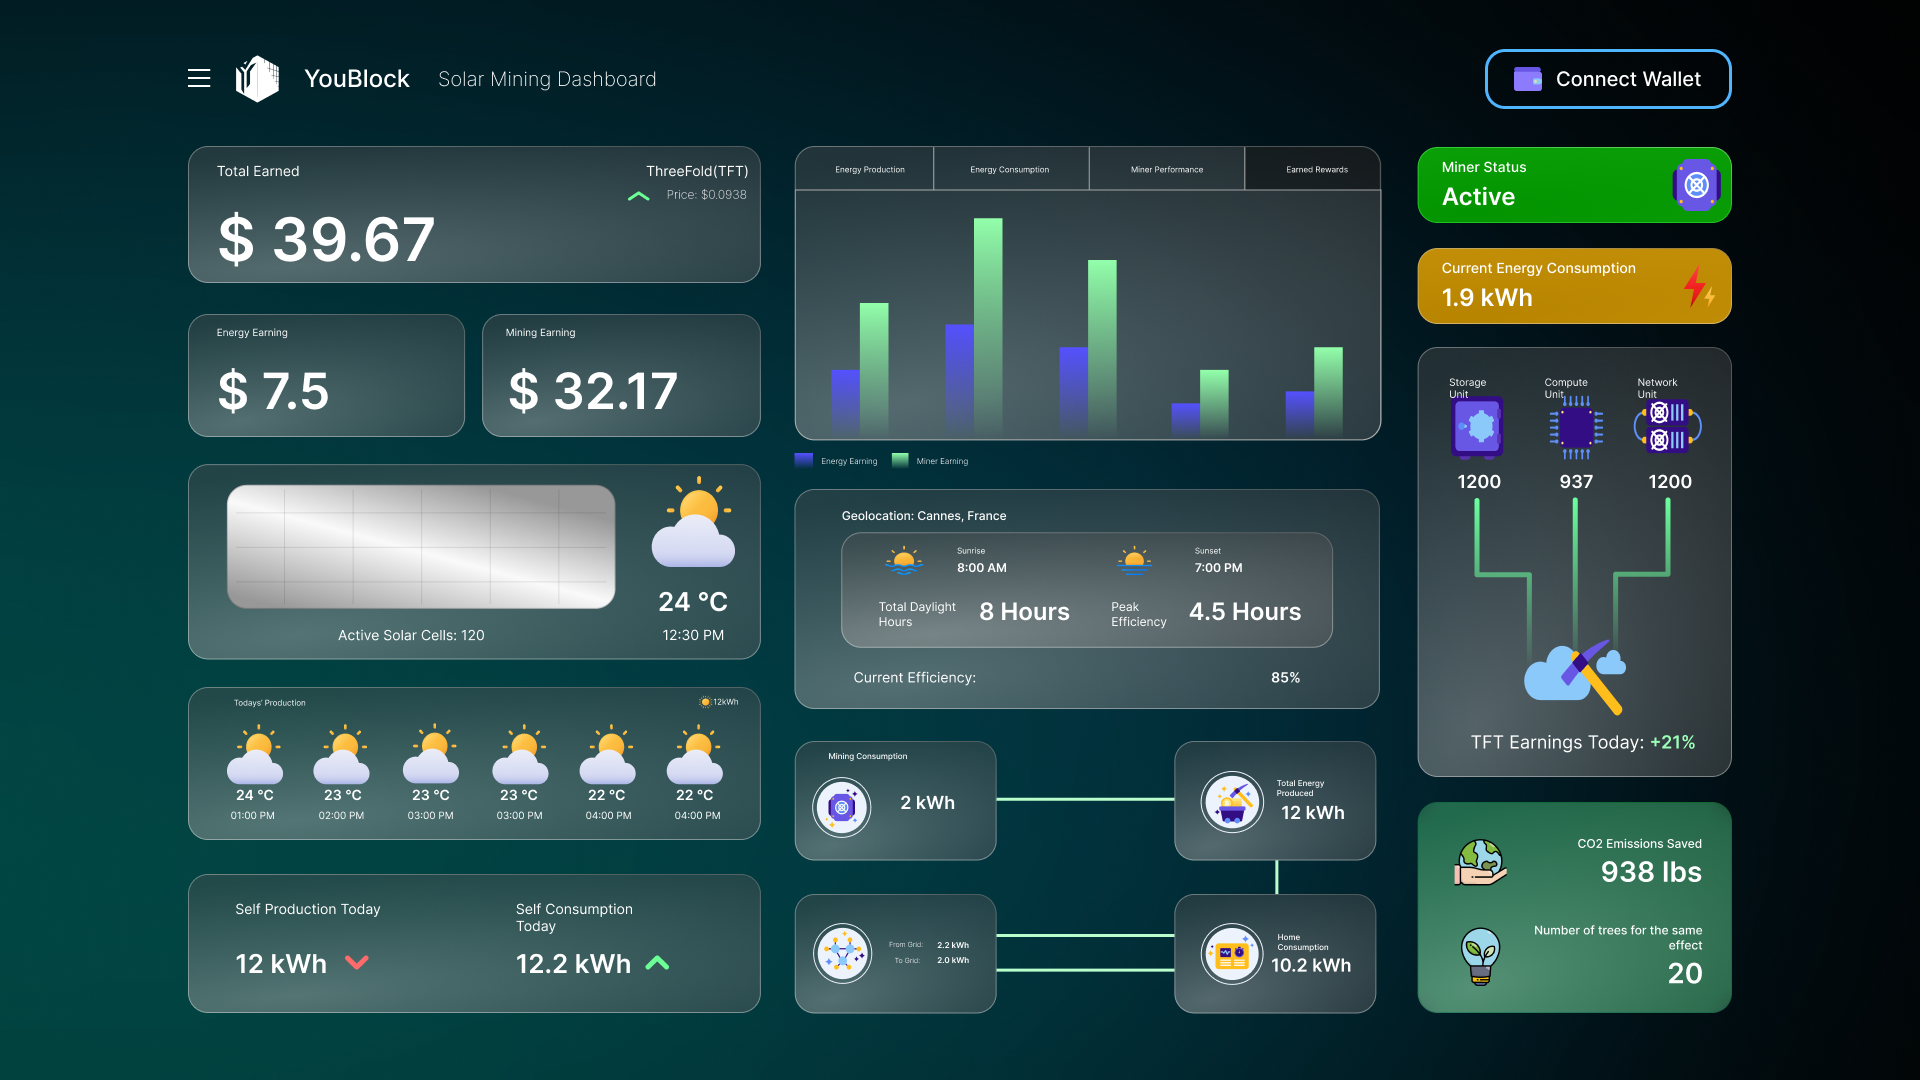 YouBlock
Solar Mining Dashboard
Connect Wallet
Total Earned
ThreeFold(TFT)
Price: $0.0938
$ 39.67
Energy Earning
$ 7.5
Mining Earning
$ 32.17
24 °C
12:30 PM
Active Solar Cells: 120
Todays' Production
12kWh
24 °C
01:00 PM
23 °C
02:00 PM
23 °C
03:00 PM
23 °C
03:00 PM
22 °C
04:00 PM
22 °C
04:00 PM
Self Production Today
12 kWh
Self Consumption
Today
12.2 kWh
Energy Production
Energy Consumption
Miner Performance
Earned Rewards
Energy Earning
Miner Earning
Geolocation: Cannes, France
Sunrise
8:00 AM
Sunset
7:00 PM
Total Daylight
Hours
8 Hours
Peak
Efficiency
4.5 Hours
Current Efficiency:
85%
Mining Consumption
2 kWh
Total Energy
Produced
12 kWh
From Grid:
2.2 kWh
To Grid:
2.0 kWh
Home
Consumption
10.2 kWh
Miner Status
Active
Current Energy Consumption
1.9 kWh
Storage
Unit
1200
Compute
Unit
937
Network
Unit
1200
TFT Earnings Today: +21%
CO2 Emissions Saved
938 lbs
Number of trees for the same
effect
20